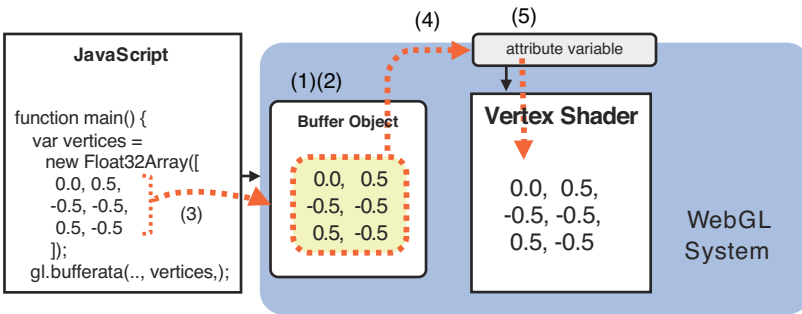 JavaScript
function main() {
var vertices =
new Float32Array([
0.0, 0.5,
-0.5, -0.5,
0.5, -0.5
]);
gl.bufferata(.., vertices,);
(3)
(1)(2)
Buffer Object
0.0, 0.5
-0.5, -0.5
0.5, -0.5
(4)
(5)
attribute variable
Vertex Shader
0.0, 0.5,
-0.5, -0.5,
0.5, -0.5
WebGL
System